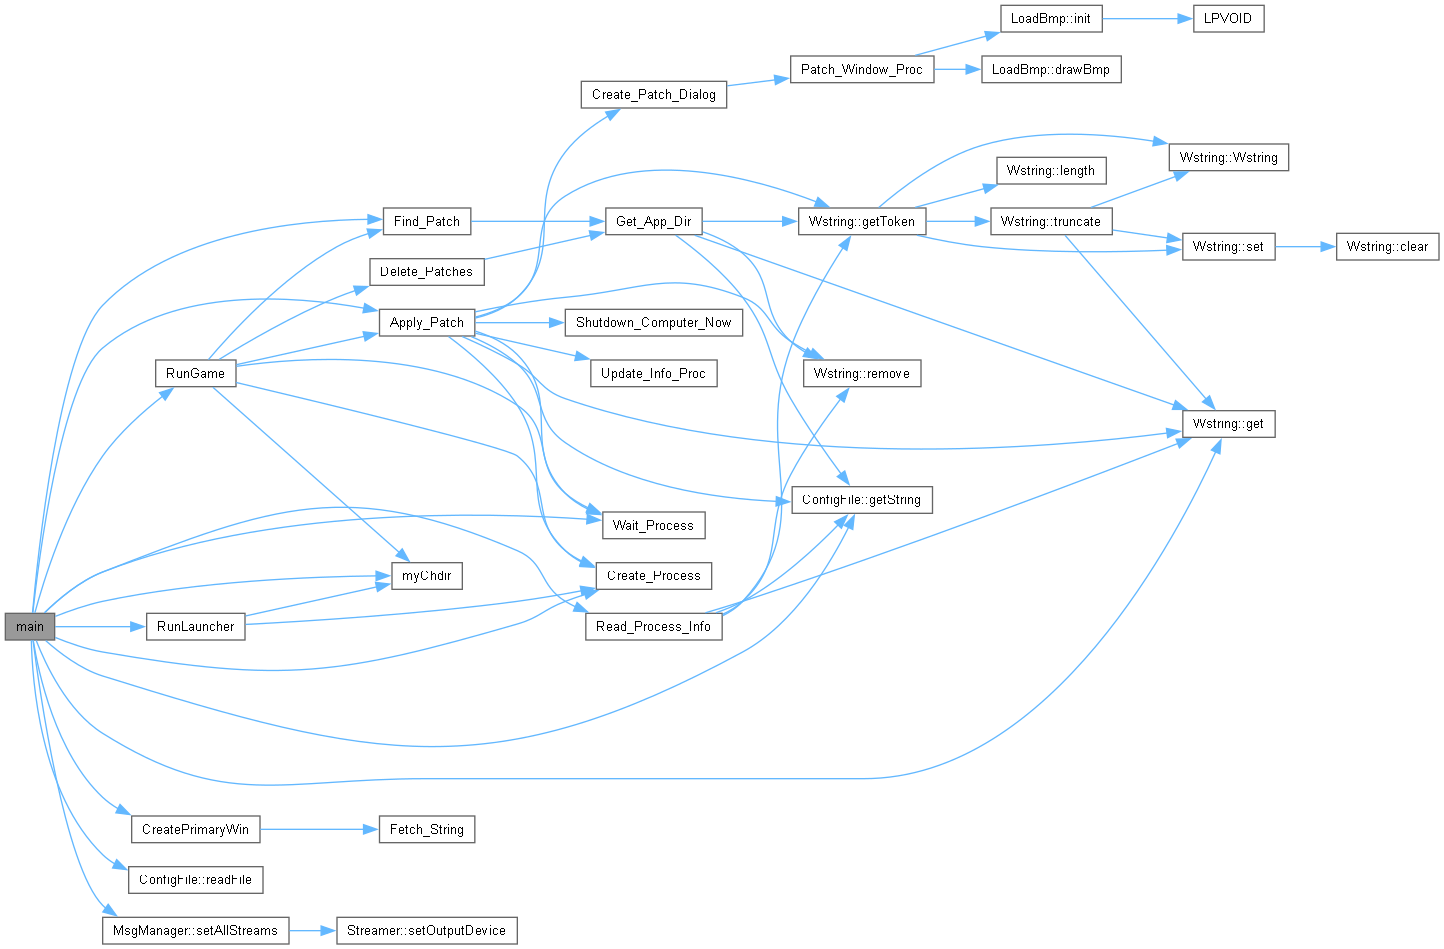 LoadBmp::init
LPVOID
Patch_Window_Proc
LoadBmp::drawBmp
Create_Patch_Dialog
Wstring::Wstring
Wstring::length
Find_Patch
Get_App_Dir
Wstring::getToken
Wstring::truncate
Wstring::set
Wstring::clear
Delete_Patches
Apply_Patch
Shutdown_Computer_Now
RunGame
Update_Info_Proc
Wstring::remove
Wstring::get
ConfigFile::getString
Wait_Process
myChdir
Create_Process
main
RunLauncher
Read_Process_Info
CreatePrimaryWin
Fetch_String
ConfigFile::readFile
MsgManager::setAllStreams
Streamer::setOutputDevice